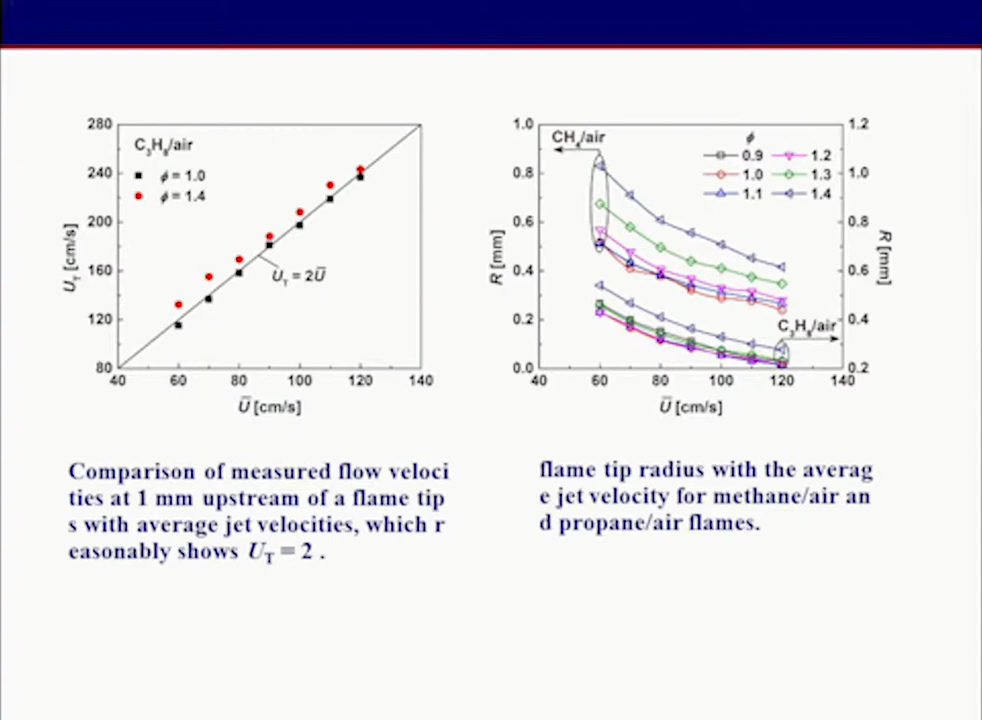 280
240
200
160
120
80
40
60
80
100
120
140
C₃H₈/air
ϕ = 1.0
ϕ = 1.4
U_T = 2Ū
U_T [cm/s]
Ū [cm/s]
1.0
0.8
0.6
0.4
0.2
0.0
40
60
80
100
120
140
1.2
1.0
0.8
0.6
0.4
0.2
CH₄/air
ϕ
0.9
1.2
1.0
1.3
1.1
1.4
C₃H₈/air
R [mm]
R [mm]
Ū [cm/s]
Comparison of measured flow veloci
ties at 1 mm upstream of a flame tip
s with average jet velocities, which r
easonably shows U_T = 2 .
flame tip radius with the averag
e jet velocity for methane/air an
d propane/air flames.